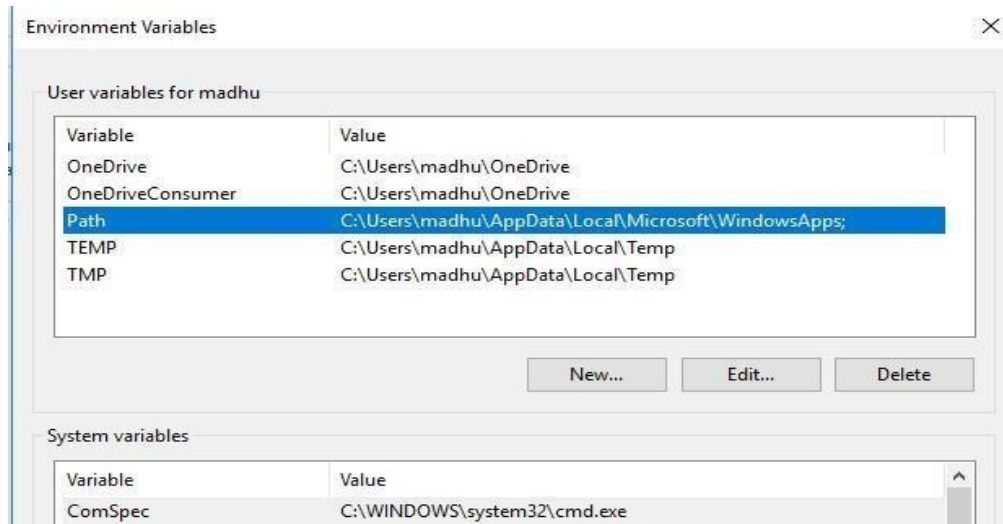 Environment Variables
User variables for madhu
Variable Value
OneDrive C:\Users\madhu\OneDrive
OneDriveConsumer C:\Users\madhu\OneDrive
Path C:\Users\madhu\AppData\Local\Microsoft\WindowsApps;
TEMP C:\Users\madhu\AppData\Local\Temp
TMP C:\Users\madhu\AppData\Local\Temp
New... Edit... Delete
System variables
Variable Value
ComSpec C:\WINDOWS\system32\cmd.exe